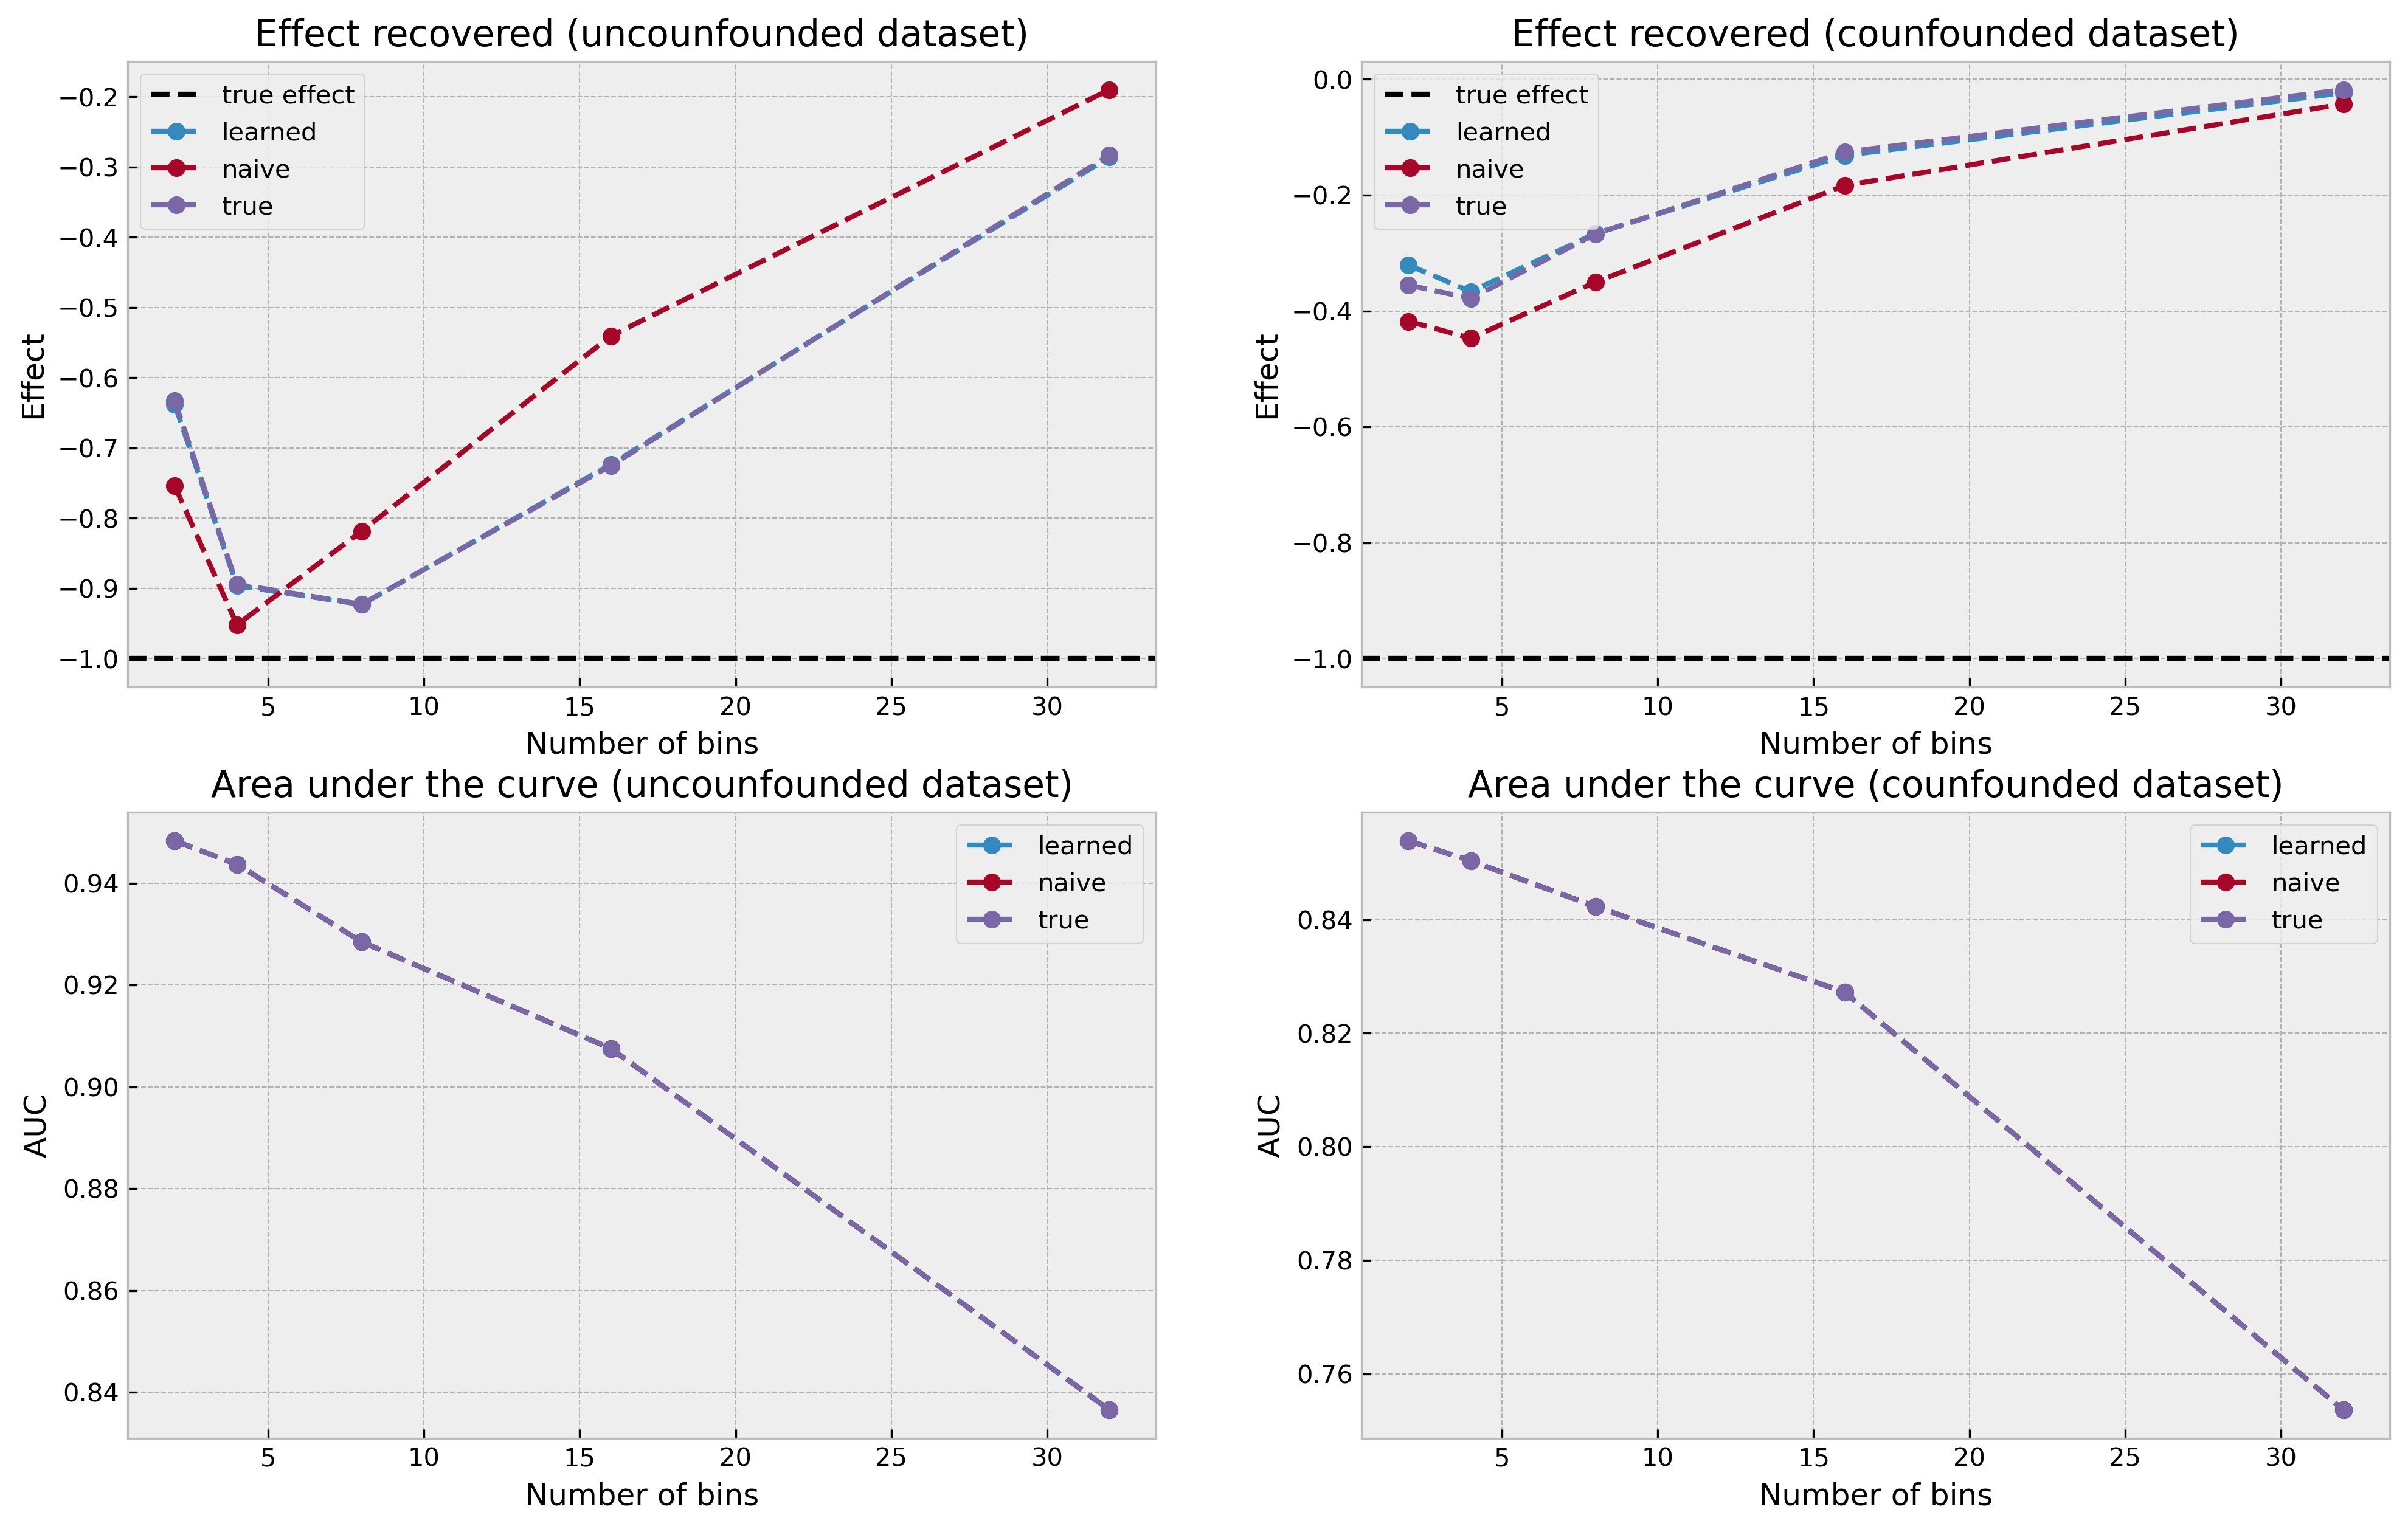 Effect recovered (uncounfounded dataset)
true effect
learned
naive
true
−0.2
−0.3
−0.4
−0.5
−0.6
−0.7
−0.8
−0.9
−1.0
Effect
5 10 15 20 25 30
Number of bins
Effect recovered (counfounded dataset)
true effect
learned
naive
true
0.0
−0.2
−0.4
−0.6
−0.8
−1.0
Effect
5 10 15 20 25 30
Number of bins
Area under the curve (uncounfounded dataset)
learned
naive
true
0.94
0.92
0.90
0.88
0.86
0.84
AUC
5 10 15 20 25 30
Number of bins
Area under the curve (counfounded dataset)
learned
naive
true
0.84
0.82
0.80
0.78
0.76
AUC
5 10 15 20 25 30
Number of bins